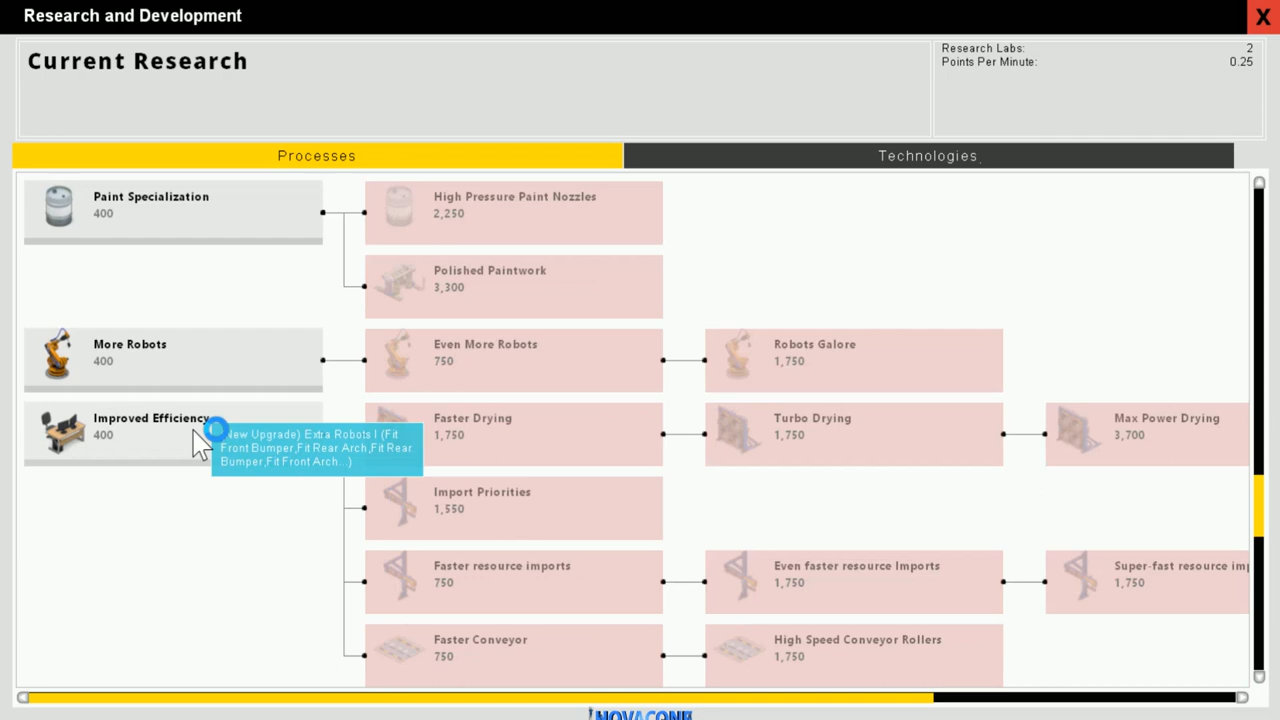 Research and Development
X
Current Research
Research Labs: 2
Points Per Minute: 0.25
Processes
Technologies
Paint Specialization
400
High Pressure Paint Nozzles
2,250
Polished Paintwork
3,300
More Robots
400
Even More Robots
750
Robots Galore
1,750
Improved Efficiency
400
Faster Drying
1,750
Turbo Drying
1,750
Max Power Drying
3,700
New Upgrade) Extra Robots I (Fit
Front Bumper,Fit Rear Arch,Fit Rear
Bumper,Fit Front Arch...)
Import Priorities
1,550
Faster resource imports
750
Even faster resource Imports
1,750
Super-fast resource imp
1,750
Faster Conveyor
750
High Speed Conveyor Rollers
1,750